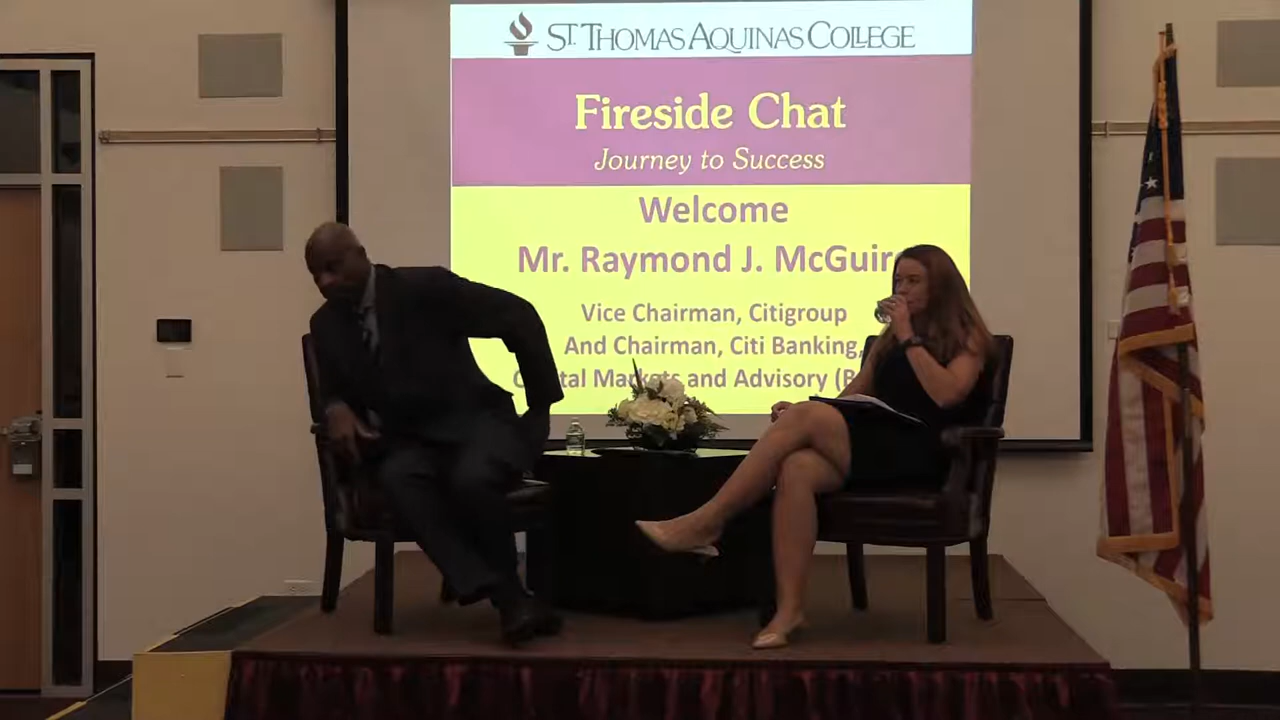 ST. THOMAS AQUINAS COLLEGE
Fireside Chat
Journey to Success
Welcome
Mr. Raymond J. McGuir
Vice Chairman, Citigroup
And Chairman, Citi Banking,
and Advisory